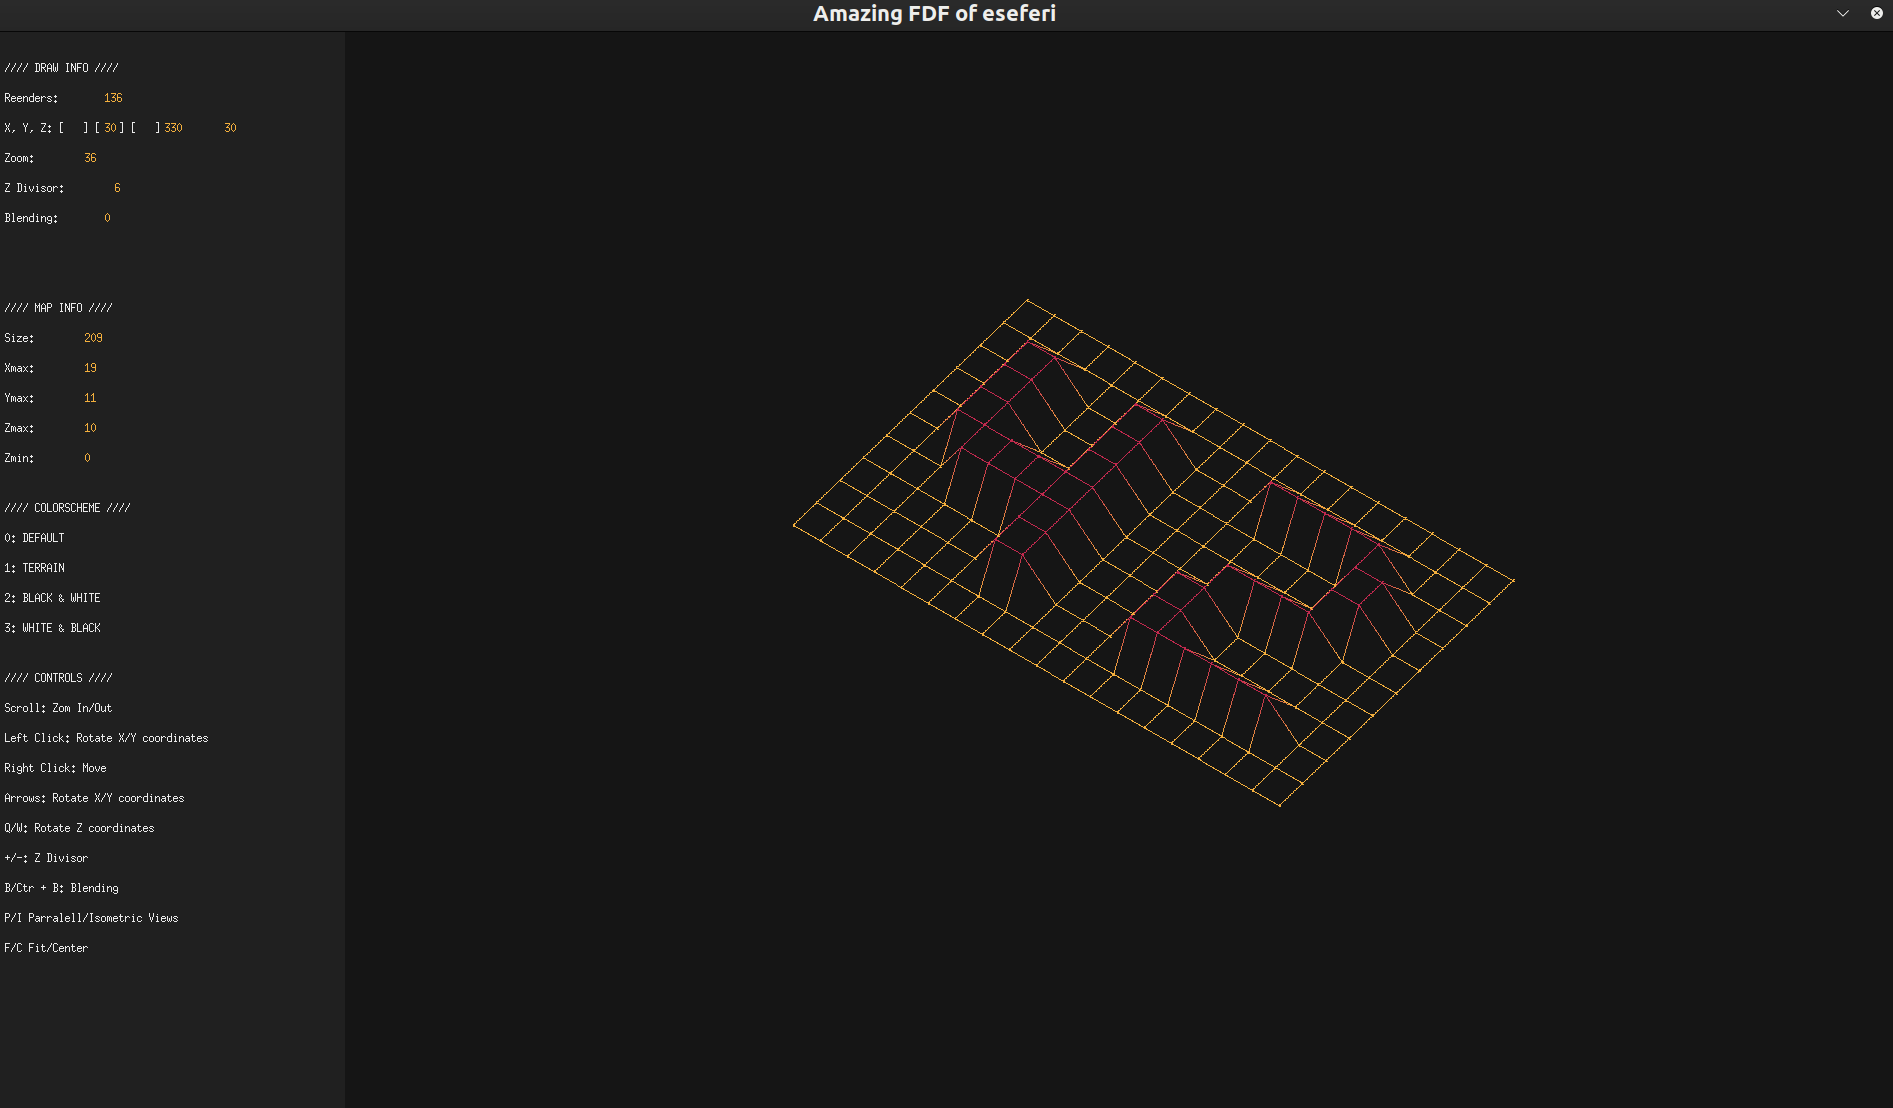 Amazing FDF of eseferi
//// DRAW INFO ////
Reenders: 136
X, Y, Z: [ ] [ 30 ] [ ] 330 30
Zoom: 36
Z Divisor: 6
Blending: 0
//// MAP INFO ////
Size: 209
Xmax: 19
Ymax: 11
Zmax: 10
Zmin: 0
//// COLORSCHEME ////
0: DEFAULT
1: TERRAIN
2: BLACK & WHITE
3: WHITE & BLACK
//// CONTROLS ////
Scroll: Zom In/Out
Left Click: Rotate X/Y coordinates
Right Click: Move
Arrows: Rotate X/Y coordinates
Q/W: Rotate Z coordinates
+/-: Z Divisor
B/Ctr + B: Blending
P/I Parralell/Isometric Views
F/C Fit/Center